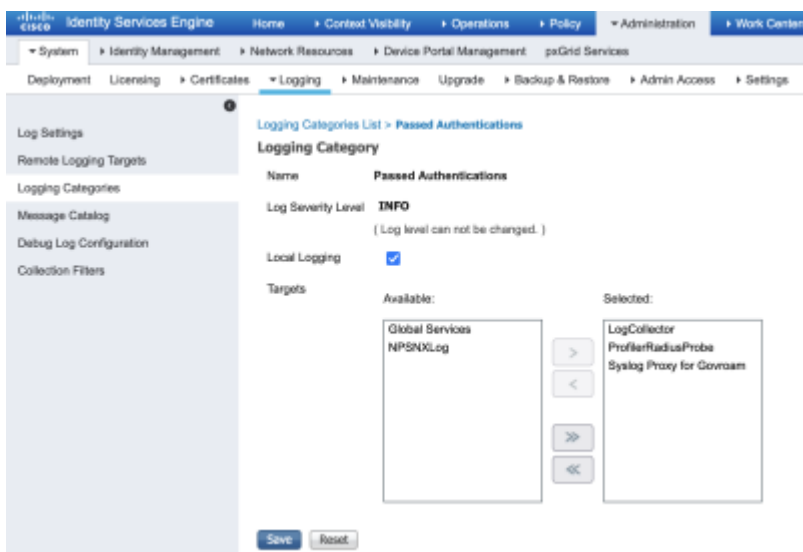 CISCO Identity Services Engine Home Context Visibility Operations Policy Administration Work Center
System Identity Management Network Resources Device Portal Management pxGrid Services
Deployment Licensing Certificates Logging Maintenance Upgrade Backup & Restore Admin Access Settings
Log Settings
Remote Logging Targets
Logging Categories
Message Catalog
Debug Log Configuration
Collection Filters
Logging Categories List > Passed Authentications
Logging Category
Name Passed Authentications
Log Severity Level INFO
( Log level can not be changed. )
Local Logging
Targets
Available: Selected:
Global Services
NPSNXLog
>
<
>>
<<
LogCollector
ProfilerRadiusProbe
Syslog Proxy for Govroam
Save Reset